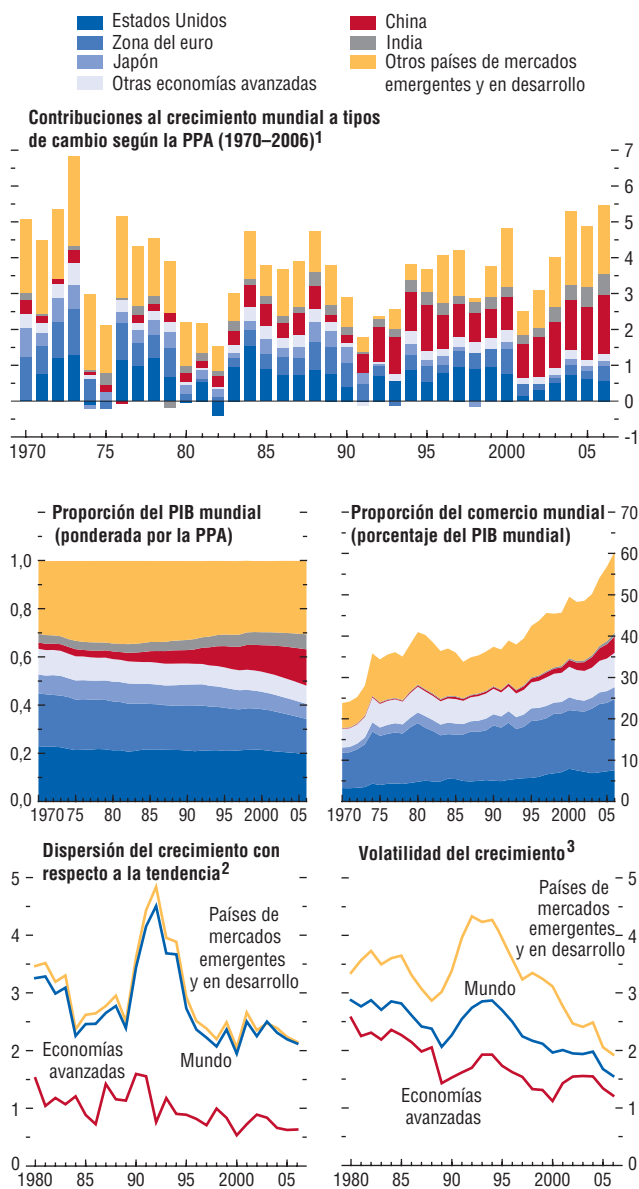 Estados Unidos
Zona del euro
Japón
Otras economías avanzadas
China
India
Otros países de mercados
emergentes y en desarrollo
Contribuciones al crecimiento mundial a tipos
de cambio según la PPA (1970–2006)1
7
6
5
4
3
2
1
0
-1
1970 75 80 85 90 95 2000 05
Proporción del PIB mundial
(ponderada por la PPA)
1,0
0,8
0,6
0,4
0,2
0,0
1970 75 80 85 90 95 2000 05
Proporción del comercio mundial
(porcentaje del PIB mundial)
70
60
50
40
30
20
10
0
1970 75 80 85 90 95 2000 05
Dispersión del crecimiento con
respecto a la tendencia2
5
4
3
2
1
0
Países de
mercados
emergentes
y en desarrollo
Economías
avanzadas
Mundo
1980 85 90 95 2000 05
Volatilidad del crecimiento3
5
4
3
2
1
0
Países de
mercados
emergentes
y en desarrollo
Mundo
Economías
avanzadas
1980 85 90 95 2000 05